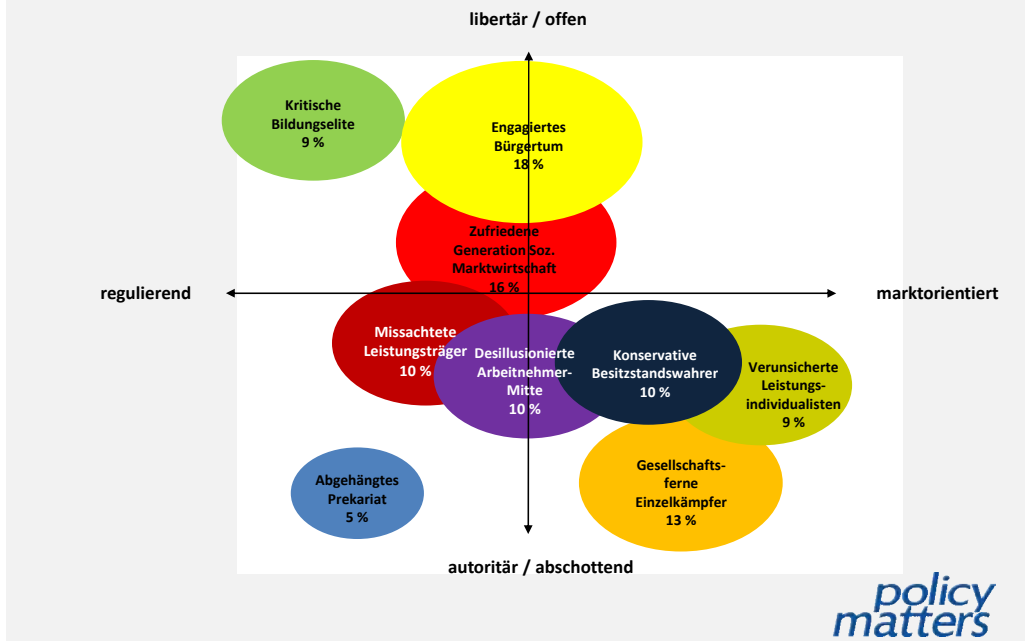 libertär / offen
Kritische
Bildungselite
9 %
Engagiertes
Bürgertum
18 %
Zufriedene
Generation Soz.
Marktwirtschaft
16 %
regulierend
marktorientiert
Missachtete
Leistungsträger
10 %
Desillusionierte
Arbeitnehmer-
Mitte
10 %
Konservative
Besitzstandswahrer
10 %
Verunsicherte
Leistungs-
individualisten
9 %
Abgehängtes
Prekariat
5 %
Gesellschafts-
ferne
Einzelkämpfer
13 %
autoritär / abschottend
policy
matters